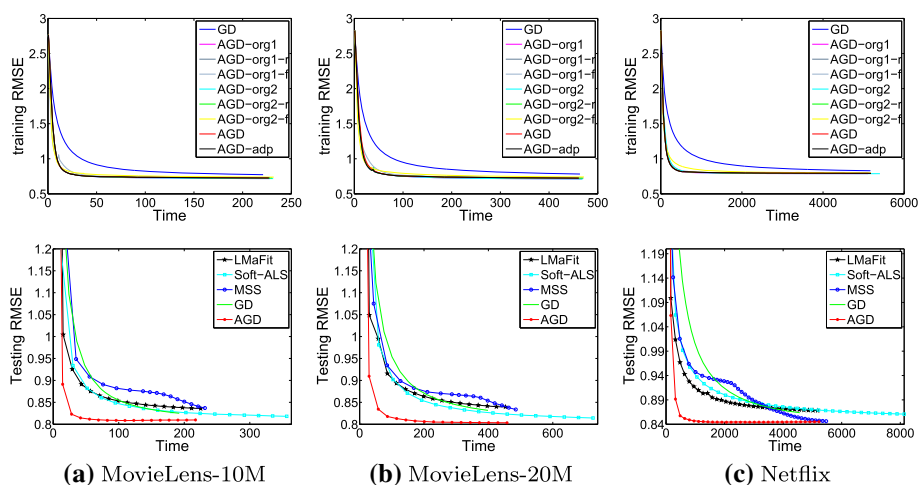 3
2.5
2
1.5
1
0.5
training RMSE
0 50 100 150 200 250
Time
GD
AGD-org1
AGD-org1-r
AGD-org1-f
AGD-org2
AGD-org2-r
AGD-org2-f
AGD
AGD-adp
3
2.5
2
1.5
1
0.5
training RMSE
0 100 200 300 400 500
Time
GD
AGD-org1
AGD-org1-r
AGD-org1-f
AGD-org2
AGD-org2-r
AGD-org2-f
AGD
AGD-adp
3
2.5
2
1.5
1
0.5
training RMSE
0 2000 4000 6000
Time
GD
AGD-org1
AGD-org1-r
AGD-org1-f
AGD-org2
AGD-org2-r
AGD-org2-f
AGD
AGD-adp
1.2
1.15
1.1
1.05
1
0.95
0.9
0.85
0.8
Testing RMSE
0 100 200 300
Time
LMaFit
Soft-ALS
MSS
GD
AGD
1.2
1.15
1.1
1.05
1
0.95
0.9
0.85
0.8
Testing RMSE
0 200 400 600
Time
LMaFit
Soft-ALS
MSS
GD
AGD
1.19
1.14
1.09
1.04
0.99
0.94
0.89
0.84
Testing RMSE
0 2000 4000 6000 8000
Time
LMaFit
Soft-ALS
MSS
GD
AGD
(a) MovieLens-10M
(b) MovieLens-20M
(c) Netflix